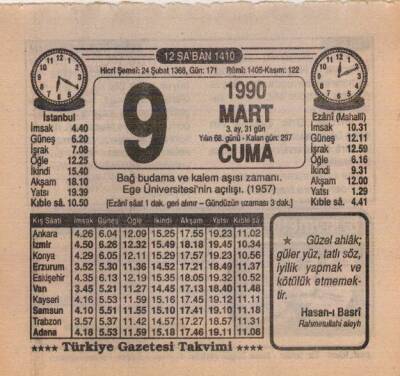 12 ŞA'BAN 1410
Hicrî Şemsî: 24 Şubat 1368, Gün: 171 Rûmî: 1405-Kasım: 122
9
1990
MART
3. ay, 31 gün
Yılın 68. günü - Kalan gün: 297
CUMA
İstanbul
İmsak 4.40
Güneş 6.20
İşrak 7.08
Öğle 12.25
İkindi 15.40
Akşam 18.10
Yatsı 19.39
Kıble sâ. 10.50
Ezânî (Mahallî)
İmsak 10.31
Güneş 12.11
İşrak 12.59
Öğle 6.16
İkindi 9.31
Akşam 12.00
Yatsı 1.29
Kıble sâ. 4.41
Bağ budama ve kalem aşısı zamanı.
Ege Üniversitesi'nin açılışı. (1957)
[Ezânî sâat 1 dak. geri alınır – Gündüzün uzaması 3 dak.]
Kış Sâati İmsak Güneş Öğle İkindi Akşam Yatsı Kıble sâ
Ankara 4.26 6.04 12.09 15.25 17.55 19.23 11.02
İzmir 4.50 6.26 12.32 15.49 18.18 19.45 10.34
Konya 4.29 6.05 12.11 15.29 17.57 19.23 10.56
Erzurum 3.52 5.30 11.36 14.52 17.21 18.49 11.37
Eskişehir 4.35 6.13 12.19 15.35 18.05 19.32 10.52
Van 3.45 5.21 11.27 14.45 17.13 18.40 11.48
Kayseri 4.16 5.53 11.59 15.16 17.45 19.11 11.08
Samsun 4.10 5.51 11.55 15.10 17.41 19.10 11.18
Trabzon 3.57 5.37 11.42 14.57 17.27 18.57 11.31
Adana 4.18 5.53 11.59 15.18 17.46 19.11 11.08
★ Güzel ahlâk;
güler yüz, tatlı söz,
iyilik yapmak ve
kötülük etmemek-
tir.
Hasan-ı Basrî
Rahmetullahi aleyh
★★★★ Türkiye Gazetesi Takvimi ★★★★